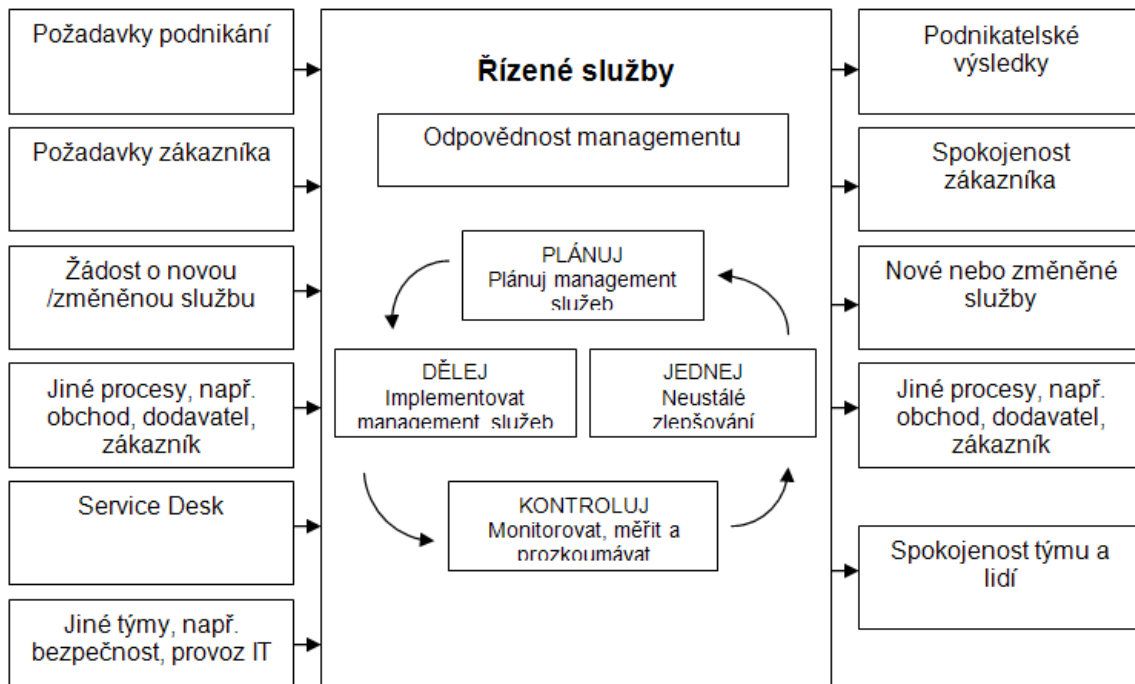 Požadavky podnikání
Požadavky zákazníka
Žádost o novou
/změněnou službu
Jiné procesy, např.
obchod, dodavatel,
zákazník
Service Desk
Jiné týmy, např.
bezpečnost, provoz IT
Řízené služby
Odpovědnost managementu
PLÁNUJ
Plánuj management
služeb
DĚLEJ
Implementovat
management služeb
JEDNEJ
Neustálé
zlepšování
KONTROLUJ
Monitorovat, měřit a
prozkoumávat
Podnikatelské
výsledky
Spokojenost
zákazníka
Nové nebo změněné
služby
Jiné procesy, např.
obchod, dodavatel,
zákazník
Spokojenost týmu a
lidí